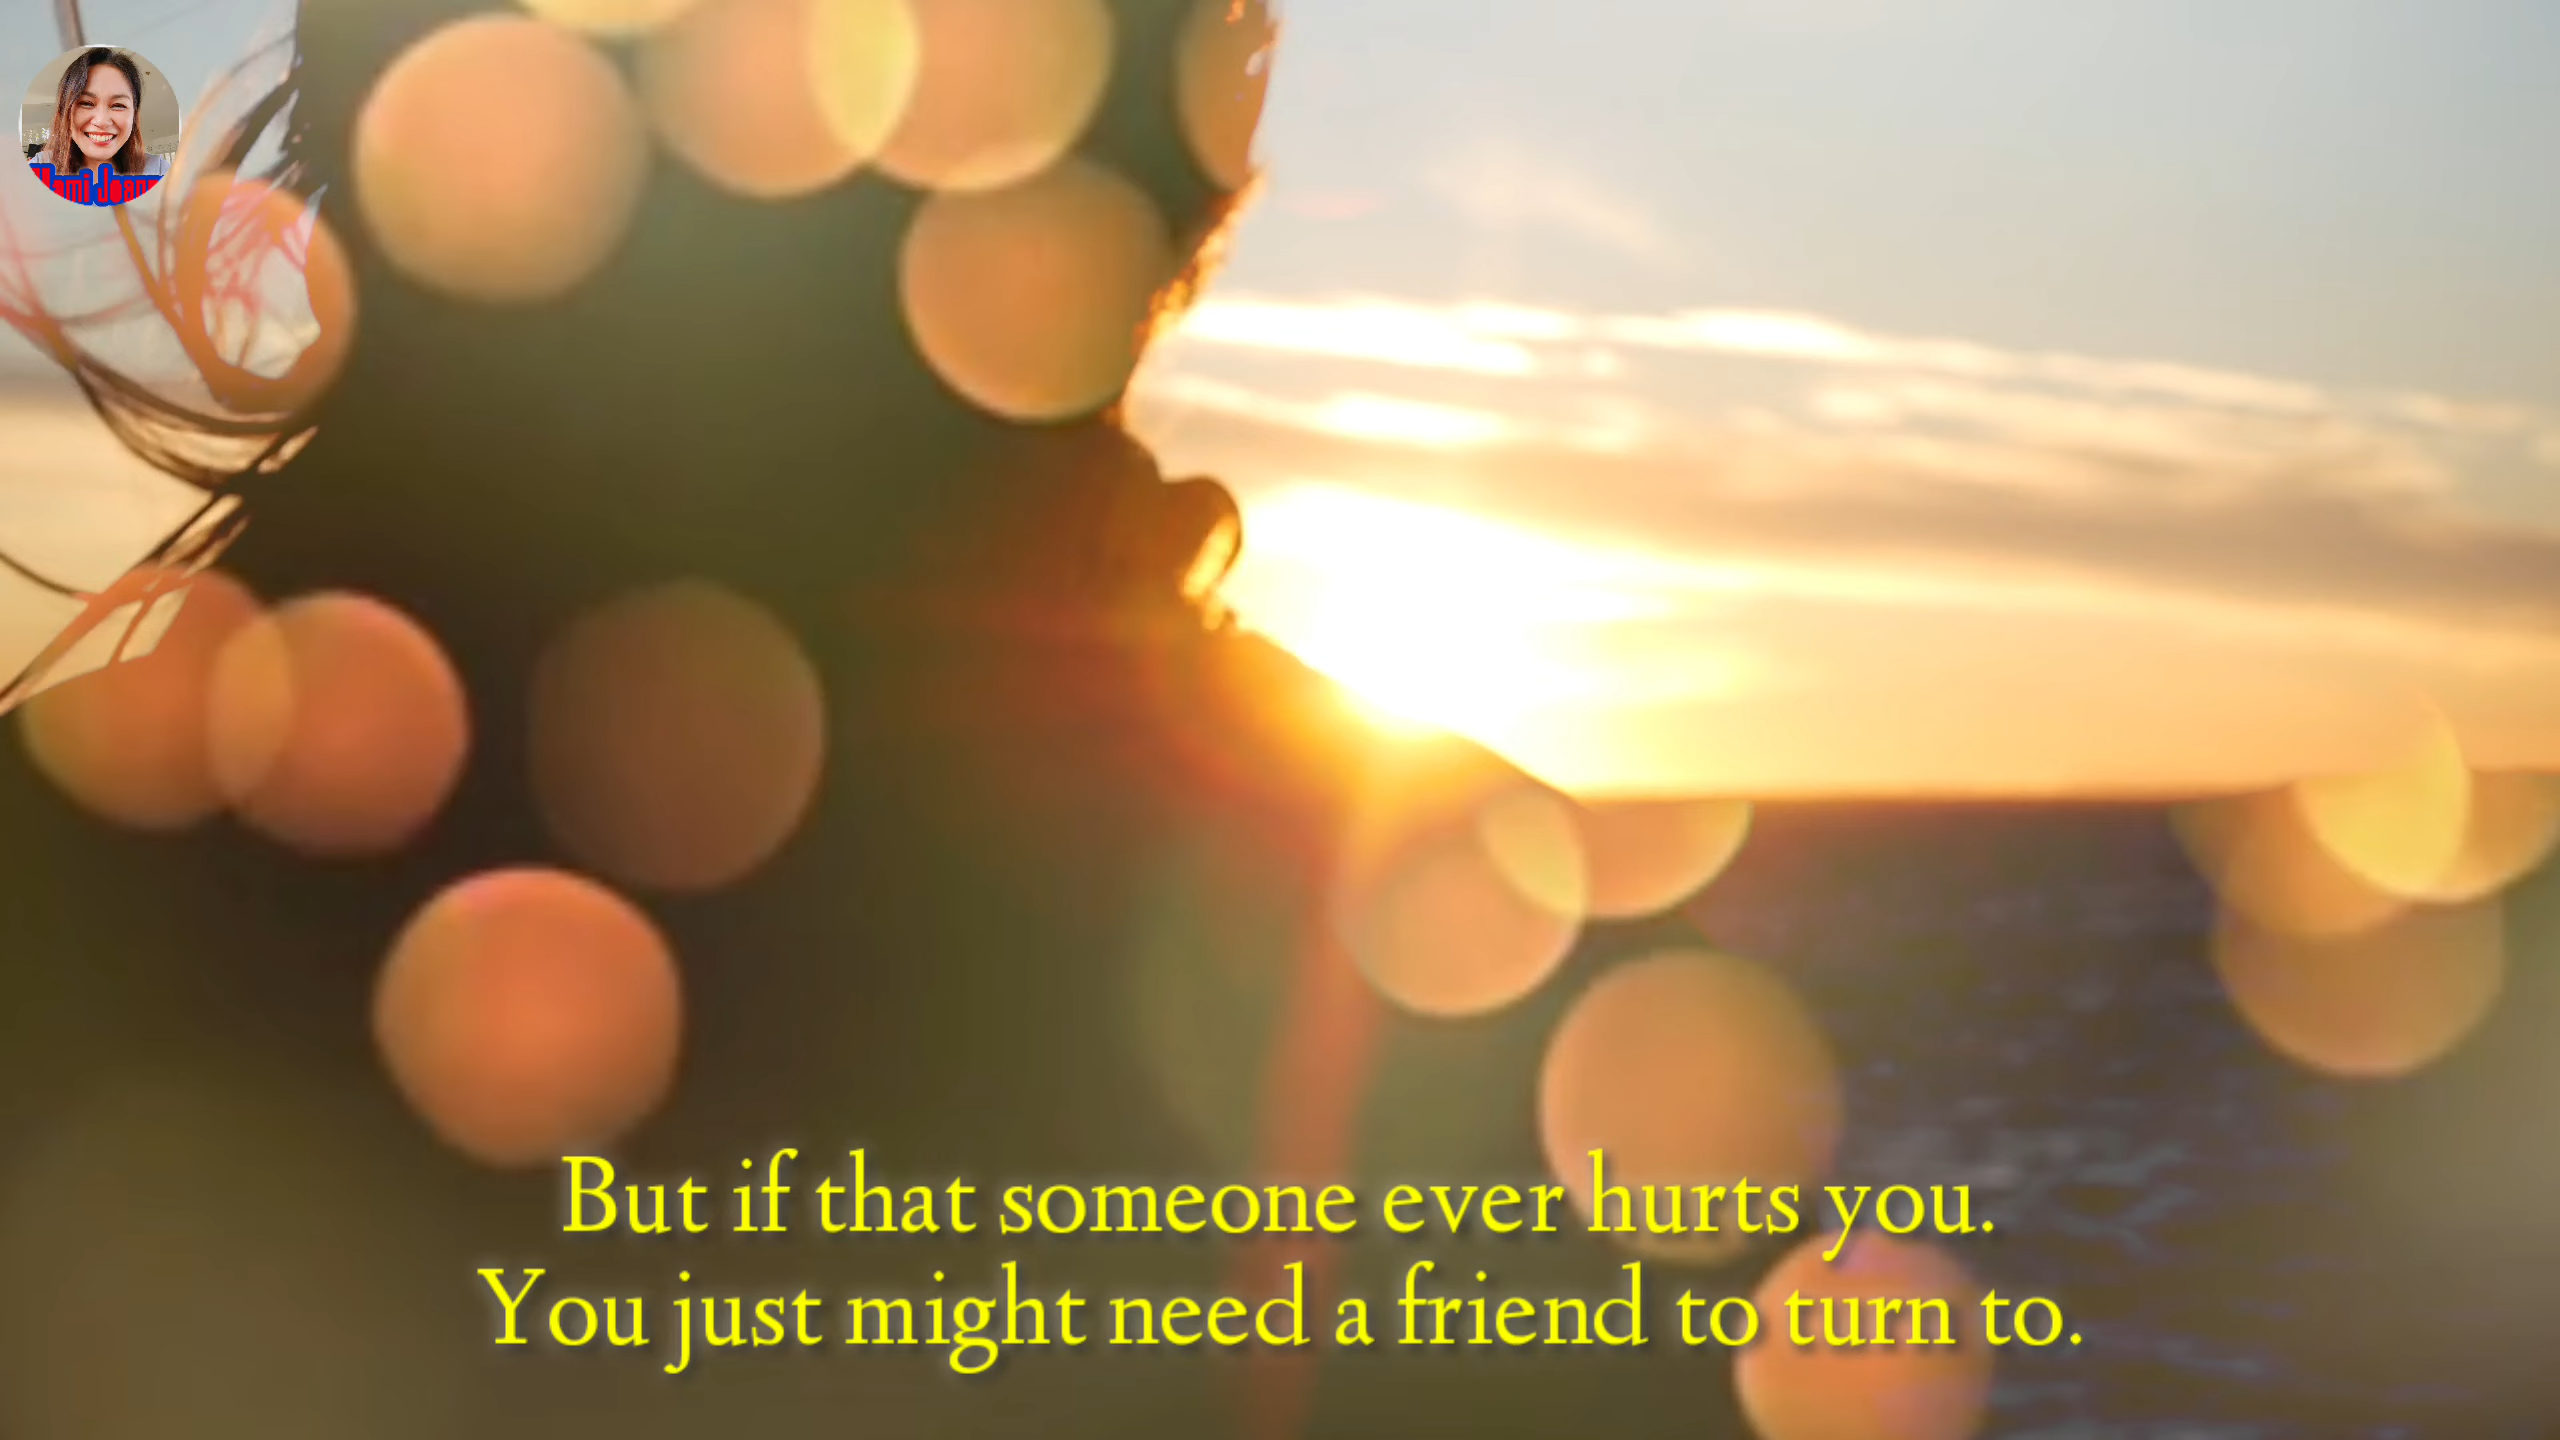 But if that someone ever hurts you.
You just might need a friend to turn to.